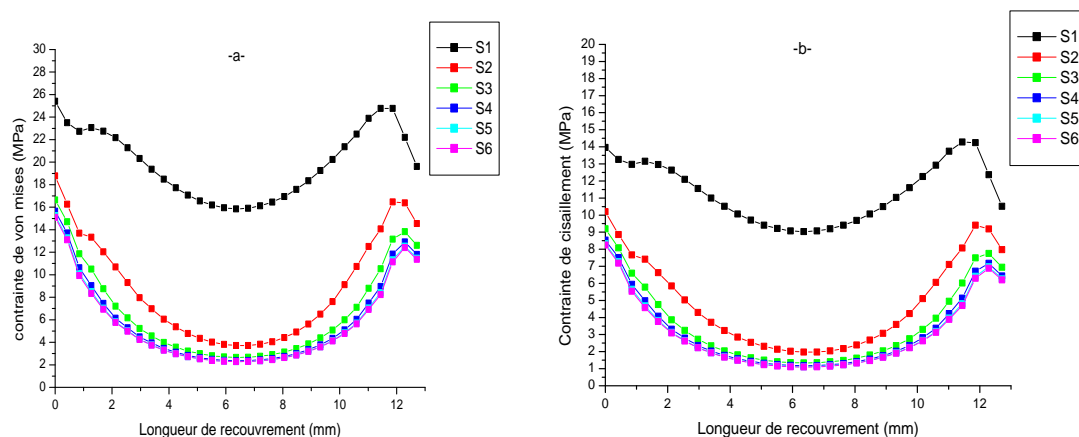 -a-
S1
S2
S3
S4
S5
S6
contrainte de von mises (MPa)
30
28
26
24
22
20
18
16
14
12
10
8
6
4
2
0
0 2 4 6 8 10 12
Longueur de recouvrement (mm)
-b-
S1
S2
S3
S4
S5
S6
Contrainte de cisaillement (MPa)
20
19
18
17
16
15
14
13
12
11
10
9
8
7
6
5
4
3
2
1
0
0 2 4 6 8 10 12
Longueur de recouvrement (mm)